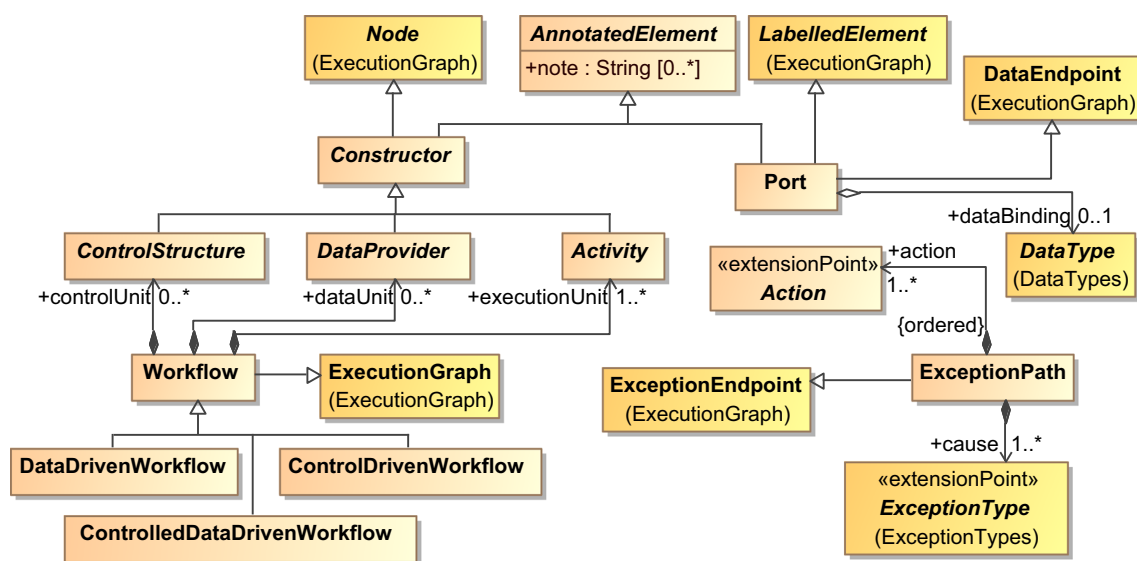 Node
(ExecutionGraph)
AnnotatedElement
+note : String [0..*]
LabelledElement
(ExecutionGraph)
DataEndpoint
(ExecutionGraph)
Constructor
Port
+dataBinding 0..1
ControlStructure
DataProvider
Activity
«extensionPoint»
Action
+action
1..*
DataType
(DataTypes)
+controlUnit 0..*
+dataUnit 0..*
+executionUnit 1..*
{ordered}
Workflow
ExecutionGraph
(ExecutionGraph)
ExceptionEndpoint
(ExecutionGraph)
ExceptionPath
DataDrivenWorkflow
ControlDrivenWorkflow
+cause 1..*
ControlledDataDrivenWorkflow
«extensionPoint»
ExceptionType
(ExceptionTypes)